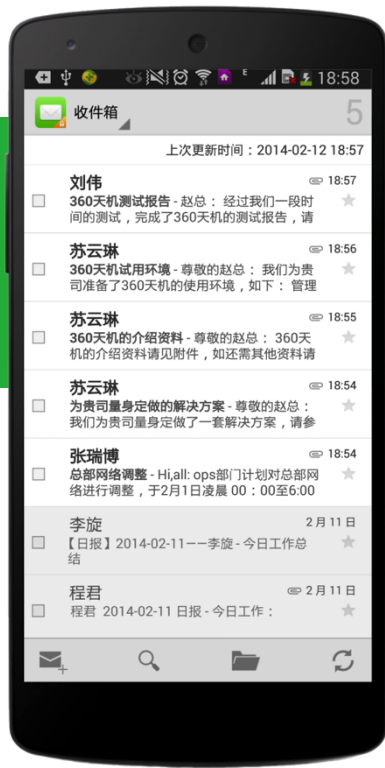 E
18:58
收件箱
5
上次更新时间：2014-02-12 18:57
刘伟
18:57
360天机测试报告 - 赵总： 经过我们一段时
间的测试，完成了360天机的测试报告，请
苏云琳
18:56
360天机试用环境 - 尊敬的赵总： 我们为贵
司准备了360天机的使用环境，如下： 管理
苏云琳
18:55
360天机的介绍资料 - 尊敬的赵总： 360天
机的介绍资料请见附件，如还需其他资料请
苏云琳
18:54
为贵司量身定做的解决方案 - 尊敬的赵总：
我们为贵司量身定做了一套解决方案，请参
张瑞博
18:54
总部网络调整 - Hi,all: ops部门计划对总部网
络进行调整，于2月1日凌晨 00：00至6:00
李旋
2月11日
【日报】2014-02-11——李旋 - 今日工作总
结
程君
2月11日
程君 2014-02-11 日报 - 今日工作：